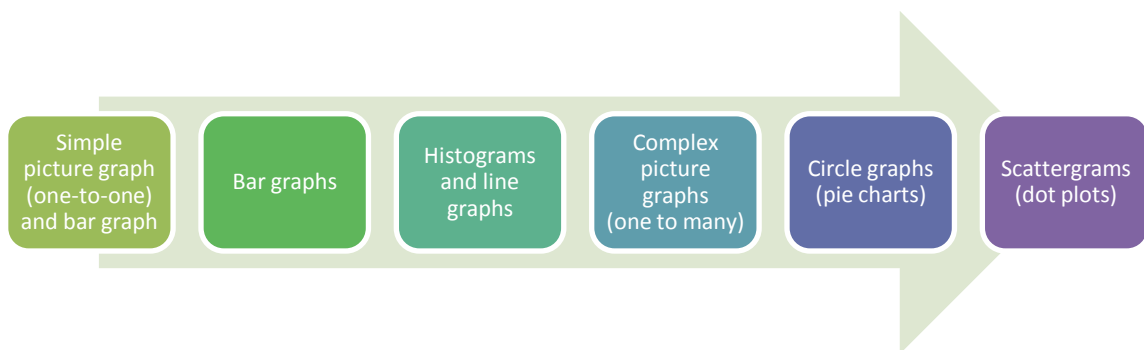 Simple
picture graph
(one-to-one)
and bar graph
Bar graphs
Histograms
and line
graphs
Complex
picture
graphs
(one to many)
Circle graphs
(pie charts)
Scattergrams
(dot plots)